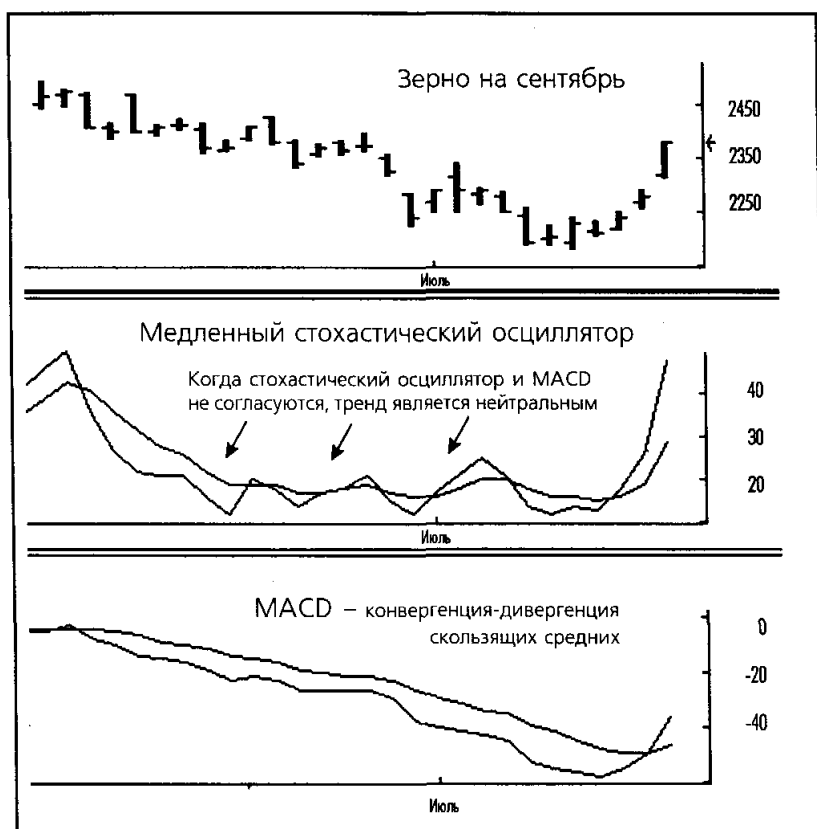 Зерно на сентябрь
2450
2350
2250
Июль
Медленный стохастический осциллятор
Когда стохастический осциллятор и MACD
не согласуются, тренд является нейтральным
40
30
20
Июль
MACD – конвергенция-дивергенция
скользящих средних
0
-20
-40
Июль